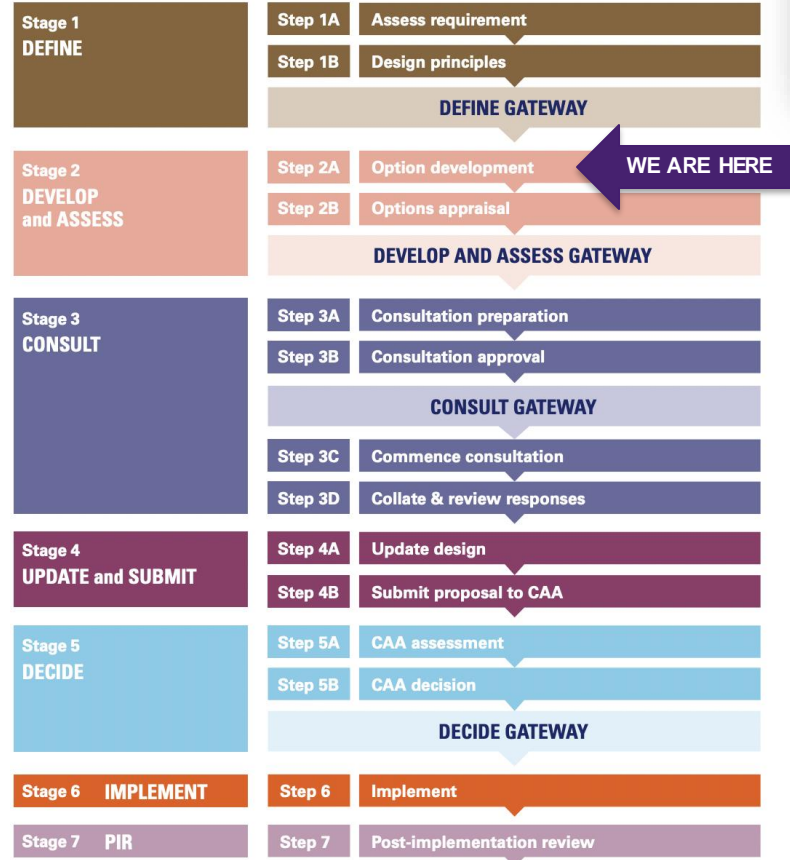 Stage 1
DEFINE
Step 1A Assess requirement
Step 1B Design principles
DEFINE GATEWAY
Stage 2
DEVELOP
and ASSESS
Step 2A Option development
WE ARE HERE
Step 2B Options appraisal
DEVELOP AND ASSESS GATEWAY
Stage 3
CONSULT
Step 3A Consultation preparation
Step 3B Consultation approval
CONSULT GATEWAY
Step 3C Commence consultation
Step 3D Collate & review responses
Stage 4
UPDATE and SUBMIT
Step 4A Update design
Step 4B Submit proposal to CAA
Stage 5
DECIDE
Step 5A CAA assessment
Step 5B CAA decision
DECIDE GATEWAY
Stage 6 IMPLEMENT
Step 6 Implement
Stage 7 PIR
Step 7 Post-implementation review